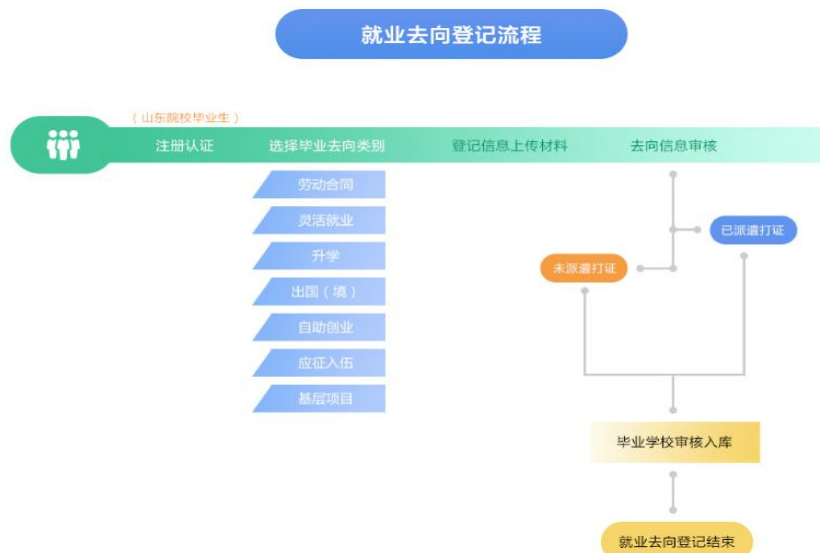 就业去向登记流程
（山东院校毕业生）
注册认证 选择毕业去向类别 登记信息上传材料 去向信息审核
劳动合同
灵活就业
升学
出国（境）
自助创业
应征入伍
基层项目
已派遣打证
未派遣打证
毕业学校审核入库
就业去向登记结束